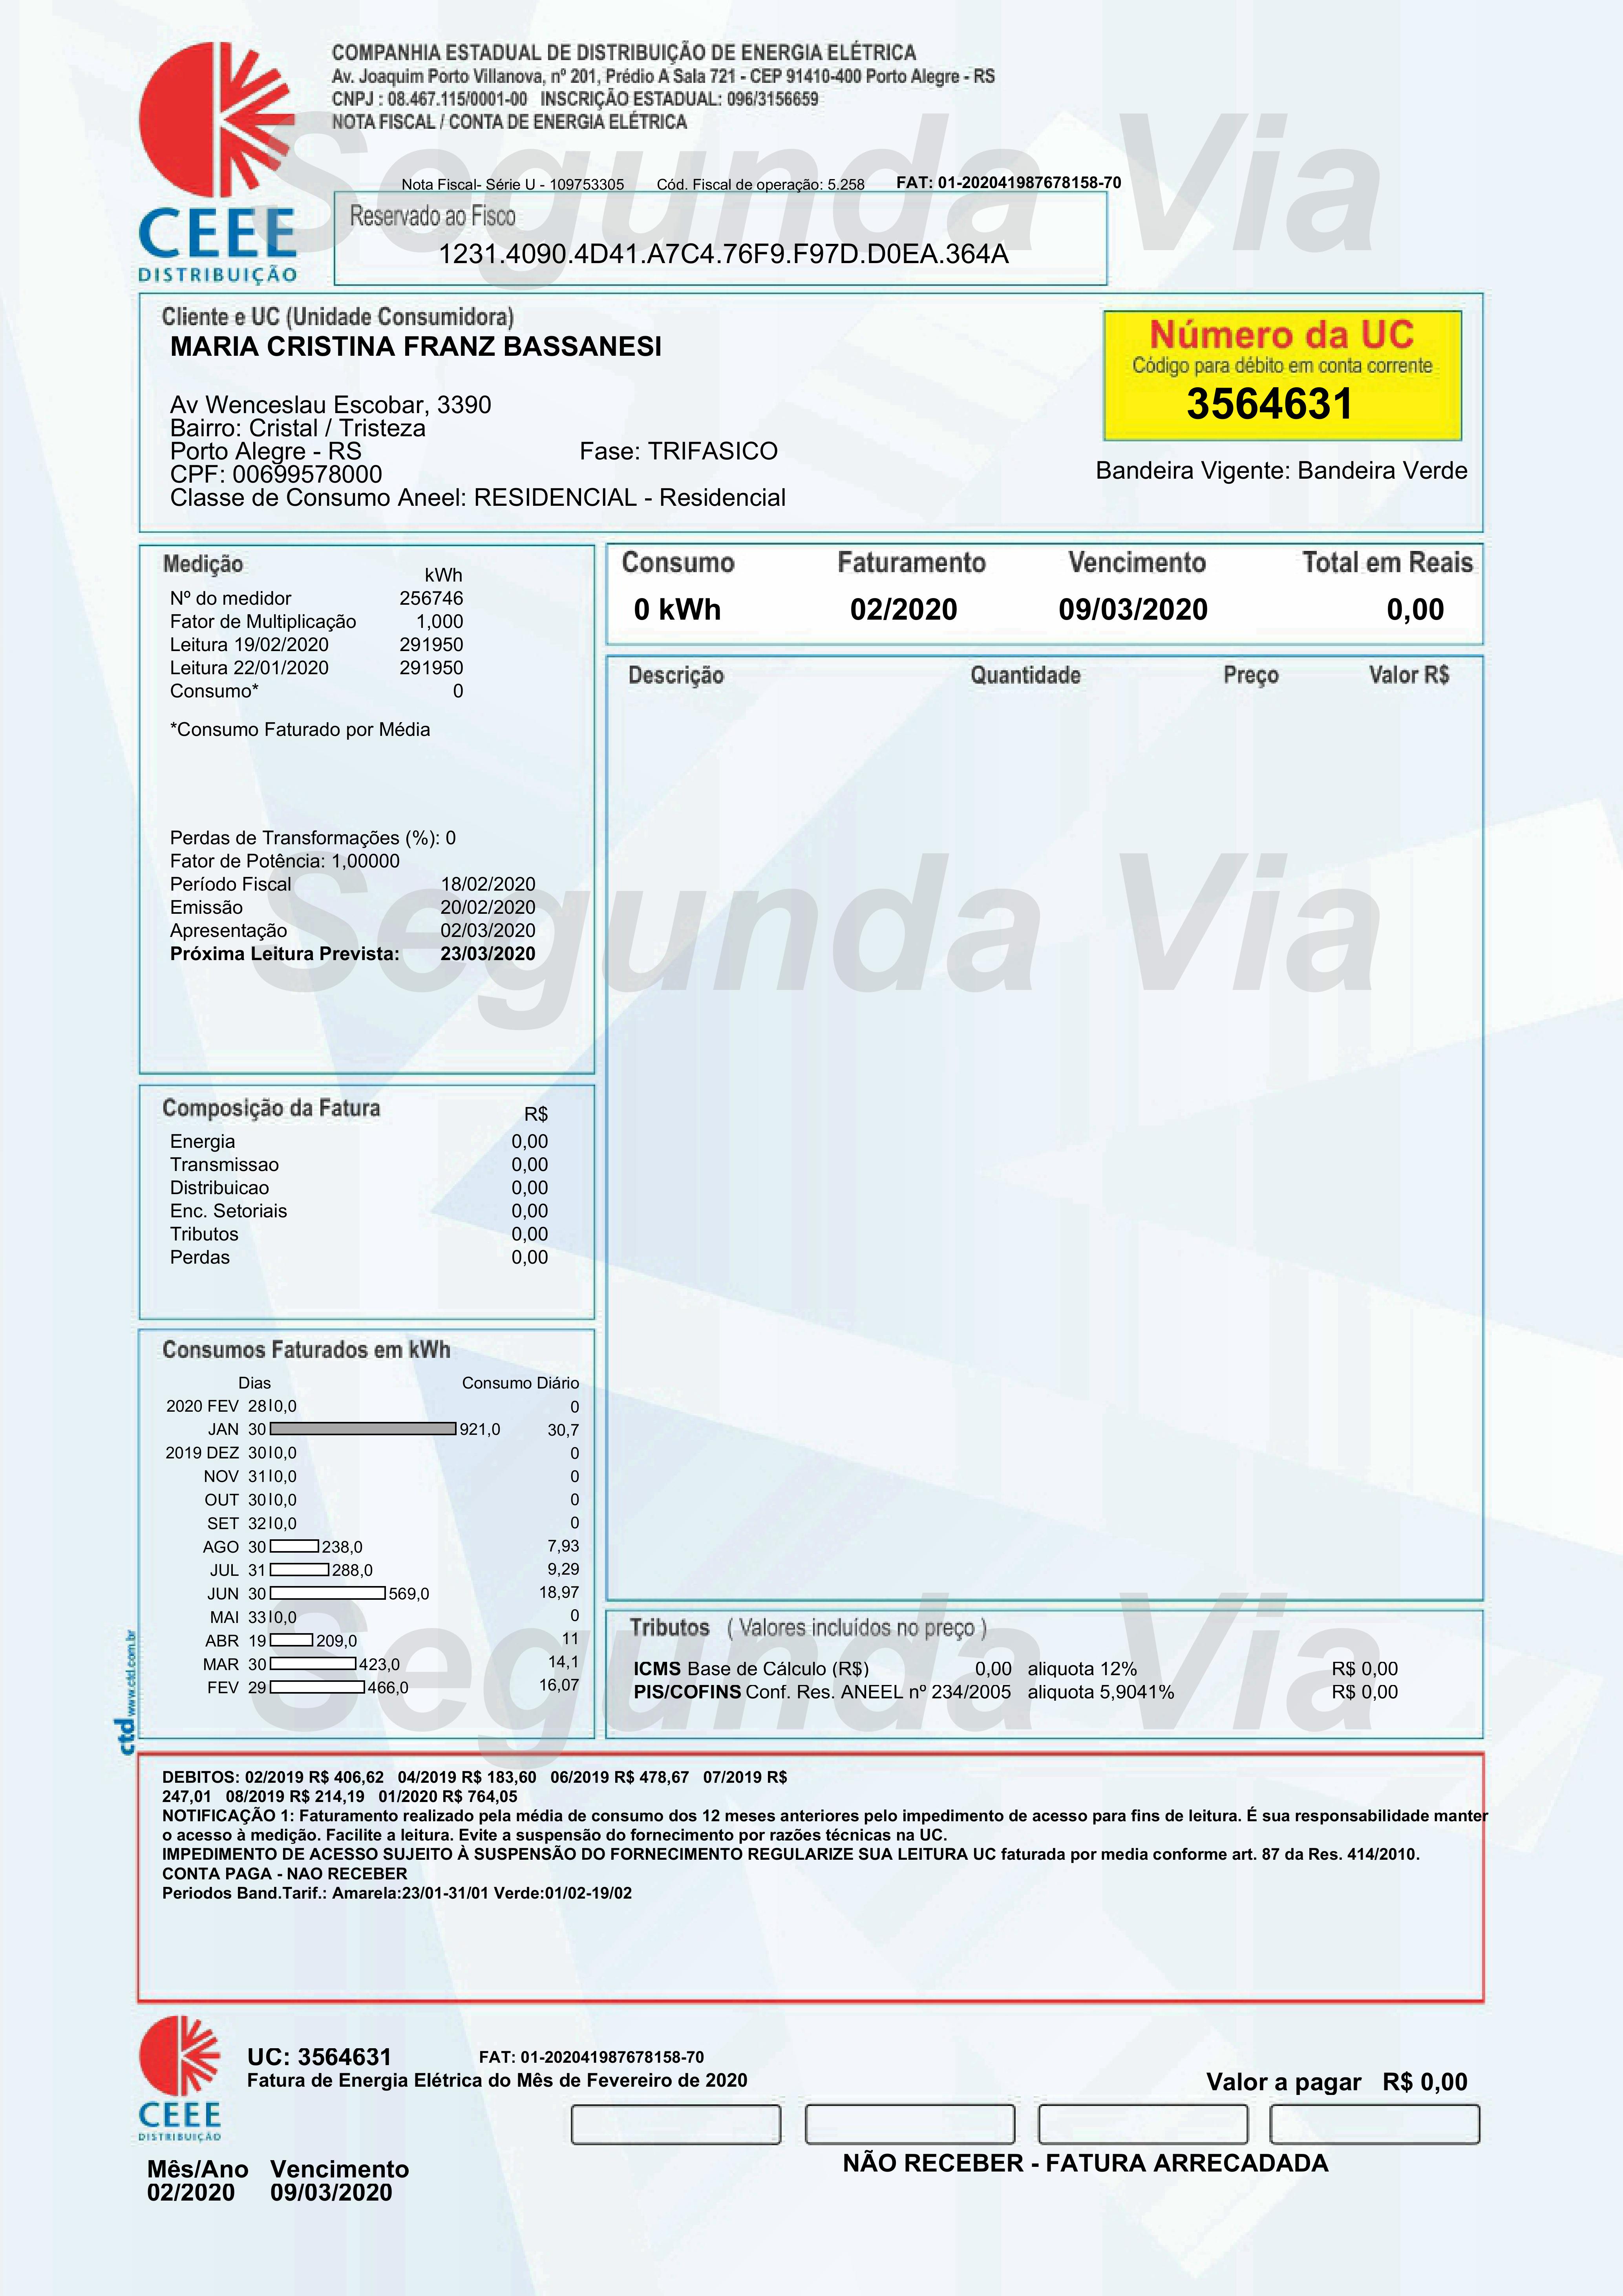 COMPANHIA ESTADUAL DE DISTRIBUIÇÃO DE ENERGIA ELÉTRICA
Av. Joaquim Porto Villanova, nº 201, Prédio A Sala 721 - CEP 91410-400 Porto Alegre - RS
CNPJ : 08.467.115/0001-00 INSCRIÇÃO ESTADUAL: 096/3156659
NOTA FISCAL / CONTA DE ENERGIA ELÉTRICA
Segunda Via
Nota Fiscal- Série U - 109753305 Cód. Fiscal de operação: 5.258 FAT: 01-202041987678158-70
CEEE
DISTRIBUIÇÃO
Reservado ao Fisco
1231.4090.4D41.A7C4.76F9.F97D.D0EA.364A
Cliente e UC (Unidade Consumidora)
MARIA CRISTINA FRANZ BASSANESI
Av Wenceslau Escobar, 3390
Bairro: Cristal / Tristeza
Porto Alegre - RS Fase: TRIFASICO
CPF: 00699578000
Classe de Consumo Aneel: RESIDENCIAL - Residencial
Número da UC
Código para débito em conta corrente
3564631
Bandeira Vigente: Bandeira Verde
Medição
kWh
Nº do medidor 256746
Fator de Multiplicação 1,000
Leitura 19/02/2020 291950
Leitura 22/01/2020 291950
Consumo* 0
*Consumo Faturado por Média
Perdas de Transformações (%): 0
Fator de Potência: 1,00000
Período Fiscal 18/02/2020
Emissão 20/02/2020
Apresentação 02/03/2020
Próxima Leitura Prevista: 23/03/2020
Consumo Faturamento Vencimento Total em Reais
0 kWh 02/2020 09/03/2020 0,00
Descrição Quantidade Preço Valor R$
Segunda Via
Composição da Fatura R$
Energia 0,00
Transmissao 0,00
Distribuicao 0,00
Enc. Setoriais 0,00
Tributos 0,00
Perdas 0,00
Consumos Faturados em kWh
Dias Consumo Diário
2020 FEV 28 0,0 0
JAN 30 921,0 30,7
2019 DEZ 30 0,0 0
NOV 31 0,0 0
OUT 30 0,0 0
SET 32 0,0 0
AGO 30 238,0 7,93
JUL 31 288,0 9,29
JUN 30 569,0 18,97
MAI 33 0,0 0
ABR 19 209,0 11
MAR 30 423,0 14,1
FEV 29 466,0 16,07
Segunda Via
Tributos ( Valores incluídos no preço )
ICMS Base de Cálculo (R$) 0,00 aliquota 12% R$ 0,00
PIS/COFINS Conf. Res. ANEEL nº 234/2005 aliquota 5,9041% R$ 0,00
ctd www.ctd.com.br
DEBITOS: 02/2019 R$ 406,62 04/2019 R$ 183,60 06/2019 R$ 478,67 07/2019 R$
247,01 08/2019 R$ 214,19 01/2020 R$ 764,05
NOTIFICAÇÃO 1: Faturamento realizado pela média de consumo dos 12 meses anteriores pelo impedimento de acesso para fins de leitura. É sua responsabilidade manter
o acesso à medição. Facilite a leitura. Evite a suspensão do fornecimento por razões técnicas na UC.
IMPEDIMENTO DE ACESSO SUJEITO À SUSPENSÃO DO FORNECIMENTO REGULARIZE SUA LEITURA UC faturada por media conforme art. 87 da Res. 414/2010.
CONTA PAGA - NAO RECEBER
Periodos Band.Tarif.: Amarela:23/01-31/01 Verde:01/02-19/02
CEEE
DISTRIBUIÇÃO
UC: 3564631 FAT: 01-202041987678158-70
Fatura de Energia Elétrica do Mês de Fevereiro de 2020
Valor a pagar R$ 0,00
NÃO RECEBER - FATURA ARRECADADA
Mês/Ano Vencimento
02/2020 09/03/2020